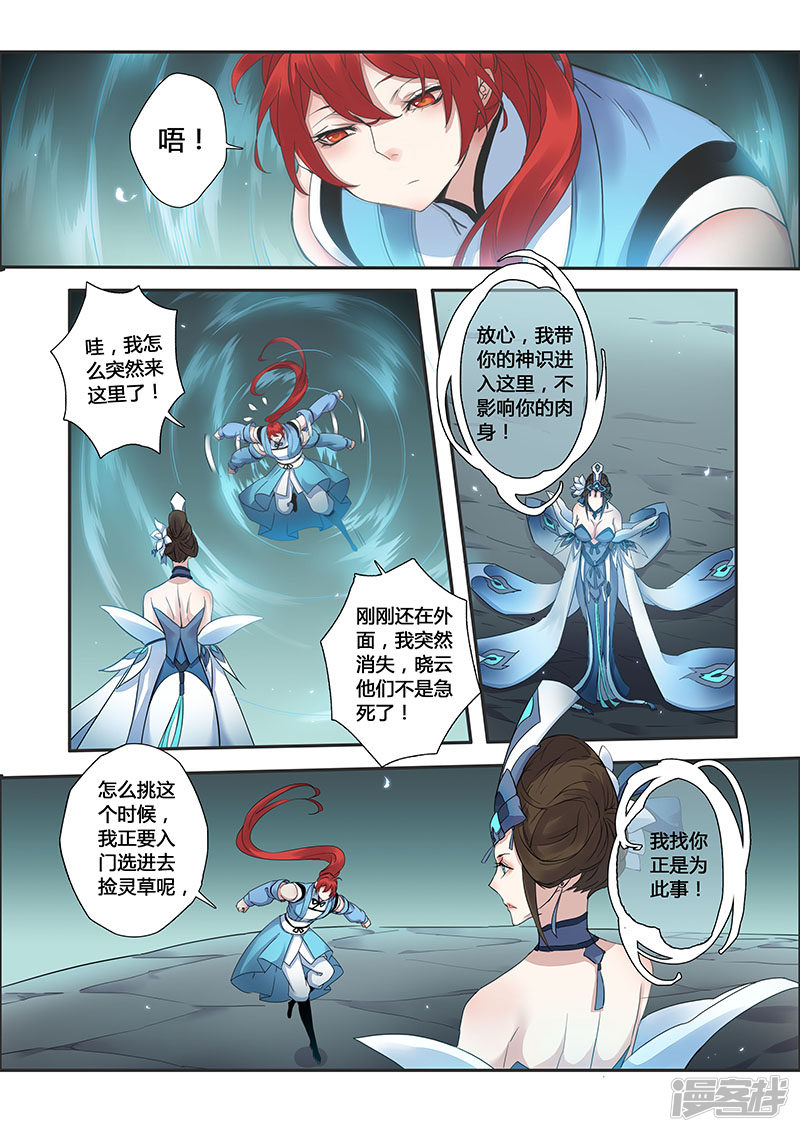 唔！
哇，我怎
么突然来
这里了！
放心，我带
你的神识进
入这里，不
影响你的肉
身！
刚刚还在外
面，我突然
消失，晓云
他们不是急
死了！
怎么挑这
个时候，
我正要入
门选进去
捡灵草呢，
我找你
正是为
此事！
漫客栈